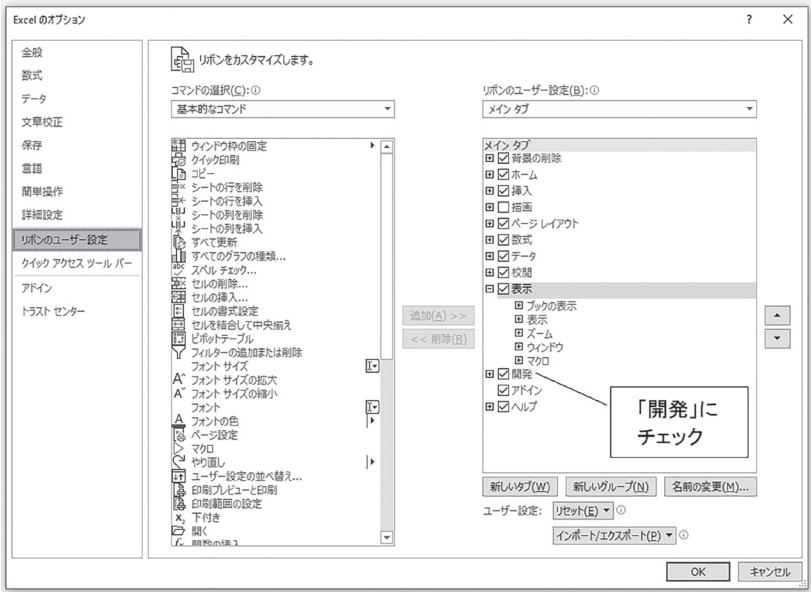 Excel のオプション
? ×
全般
数式
データ
文章校正
保存
言語
簡単操作
詳細設定
リボンのユーザー設定
クイック アクセス ツール バー
アドイン
トラスト センター
リボンをカスタマイズします。
コマンドの選択(C):
基本的なコマンド
ウィンドウ枠の固定
クイック印刷
コピー
シートの行を削除
シートの行を挿入
シートの列を削除
シートの列を挿入
すべて更新
すべてのグラフの種類...
スペル チェック...
セルの削除...
セルの挿入...
セルの書式設定
セルを結合して中央揃え
ピボットテーブル
フィルターの追加または削除
フォント サイズ
フォント サイズの拡大
フォント サイズの縮小
フォント
フォントの色
ページ設定
マクロ
やり直し
ユーザー設定の並べ替え...
印刷プレビューと印刷
印刷範囲の設定
下付き
開く
関数の挿入
追加(A) >>
<< 削除(R)
リボンのユーザー設定(B):
メイン タブ
メイン タブ
背景の削除
ホーム
挿入
描画
ページ レイアウト
数式
データ
校閲
表示
ブックの表示
表示
ズーム
ウィンドウ
マクロ
開発
アドイン
ヘルプ
「開発」に
チェック
新しいタブ(W) 新しいグループ(N) 名前の変更(M)...
ユーザー設定: リセット(E)
インポート/エクスポート(P)
OK キャンセル